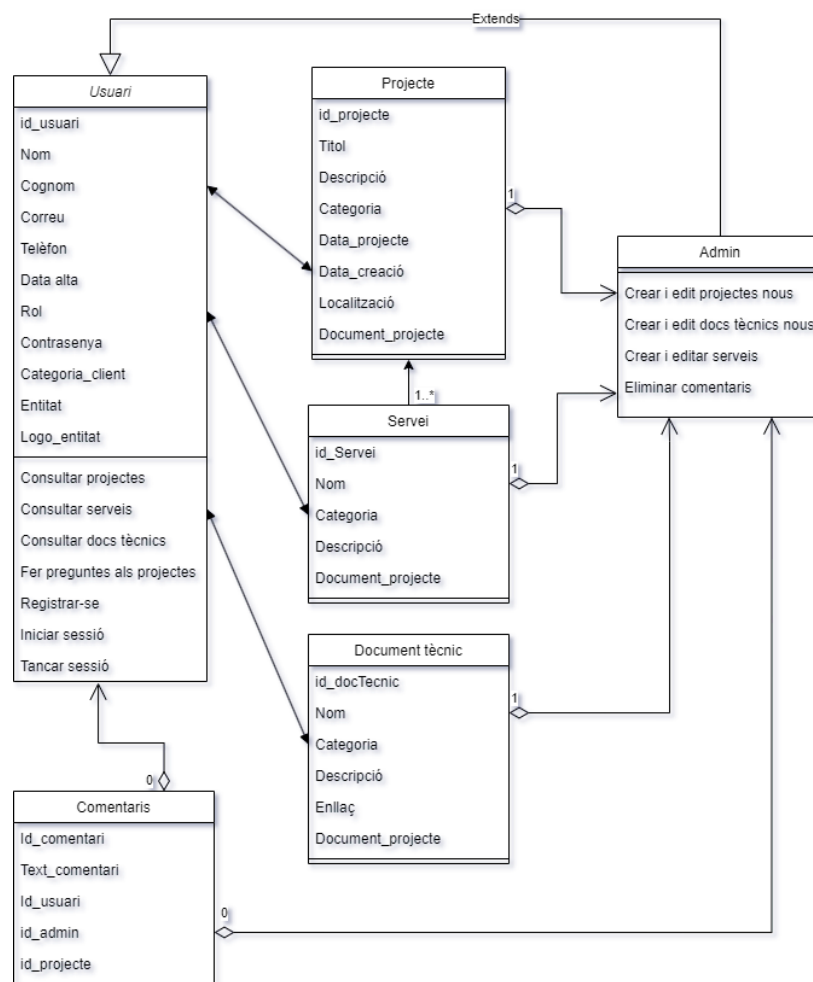 Extends
Usuari
id_usuari
Nom
Cognom
Correu
Telèfon
Data alta
Rol
Contrasenya
Categoria_client
Entitat
Logo_entitat
Consultar projectes
Consultar serveis
Consultar docs tècnics
Fer preguntes als projectes
Registrar-se
Iniciar sessió
Tancar sessió
Projecte
id_projecte
Titol
Descripció
Categoria
Data_projecte
Data_creació
Localització
Document_projecte
1
Admin
Crear i edit projectes nous
Crear i edit docs tècnics nous
Crear i editar serveis
Eliminar comentaris
1..*
Servei
id_Servei
Nom
Categoria
Descripció
Document_projecte
1
Document tècnic
id_docTecnic
Nom
Categoria
Descripció
Enllaç
Document_projecte
1
0
Comentaris
Id_comentari
Text_comentari
Id_usuari
id_admin
id_projecte
0